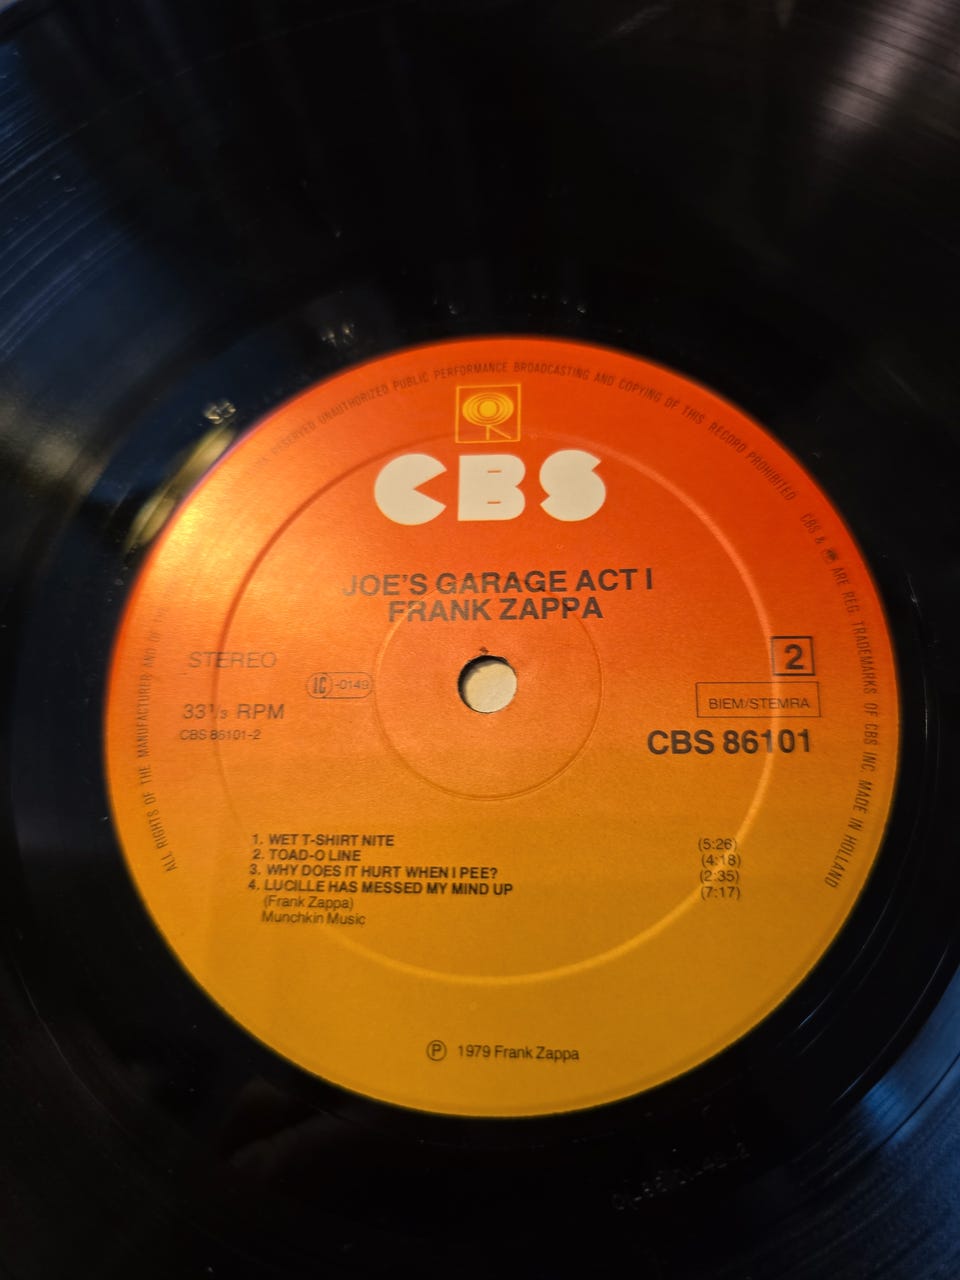 RESERVED UNAUTHORIZED PUBLIC PERFORMANCE BROADCASTING AND COPYING OF THIS RECORD PROHIBITED
CBS & ARE REG. TRADEMARKS OF CBS INC. MADE IN HOLLAND
ALL RIGHTS OF THE MANUFACTURER AND OF THE
CBS
JOE'S GARAGE ACT I
FRANK ZAPPA
STEREO
LC -0149
33⅓ RPM
CBS 86101-2
2
BIEM/STEMRA
CBS 86101
1. WET T-SHIRT NITE (5:26)
2. TOAD-O LINE (4:18)
3. WHY DOES IT HURT WHEN I PEE? (2:35)
4. LUCILLE HAS MESSED MY MIND UP (7:17)
(Frank Zappa)
Munchkin Music
Ⓟ 1979 Frank Zappa